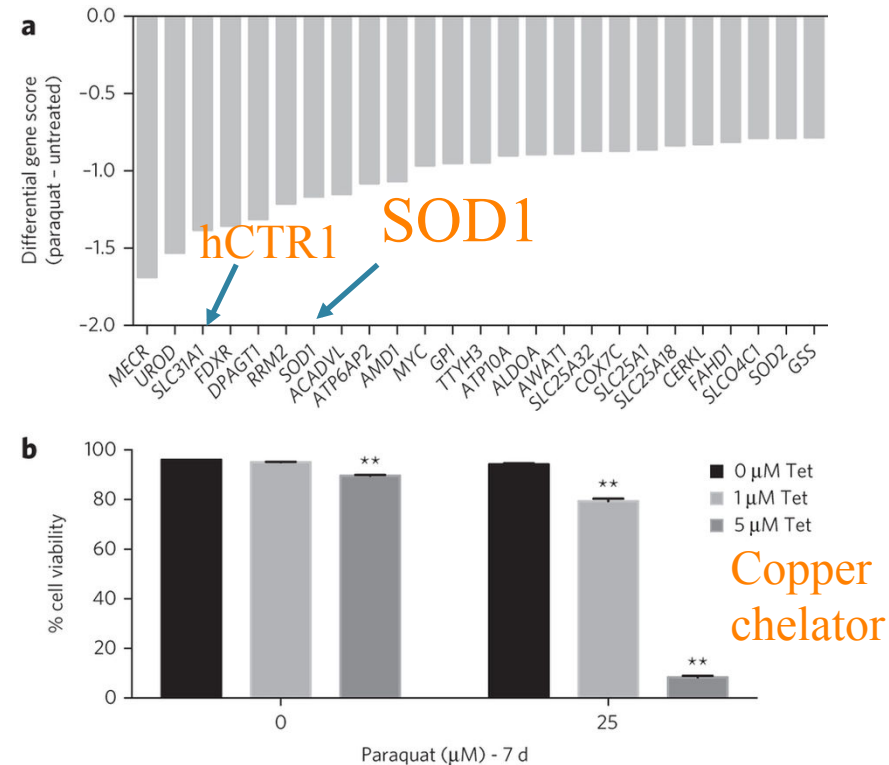 a
0.0
−0.5
−1.0
−1.5
−2.0
Differential gene score
(paraquat − untreated)
hCTR1
SOD1
MECR
UROD
SLC31A1
FDXR
DPAGT1
RRM2
SOD1
ACADVL
ATP6AP2
AMD1
MYC
GPI
TTYH3
ATP10A
ALDOA
AWAT1
SLC25A32
COX7C
SLC25A1
SLC25A18
CERKL
FAHD1
SLCO4C1
SOD2
GSS
b
100
80
60
40
20
0
% cell viability
**
**
**
0 μM Tet
1 μM Tet
5 μM Tet
Copper
chelator
0
25
Paraquat (μM) - 7 d